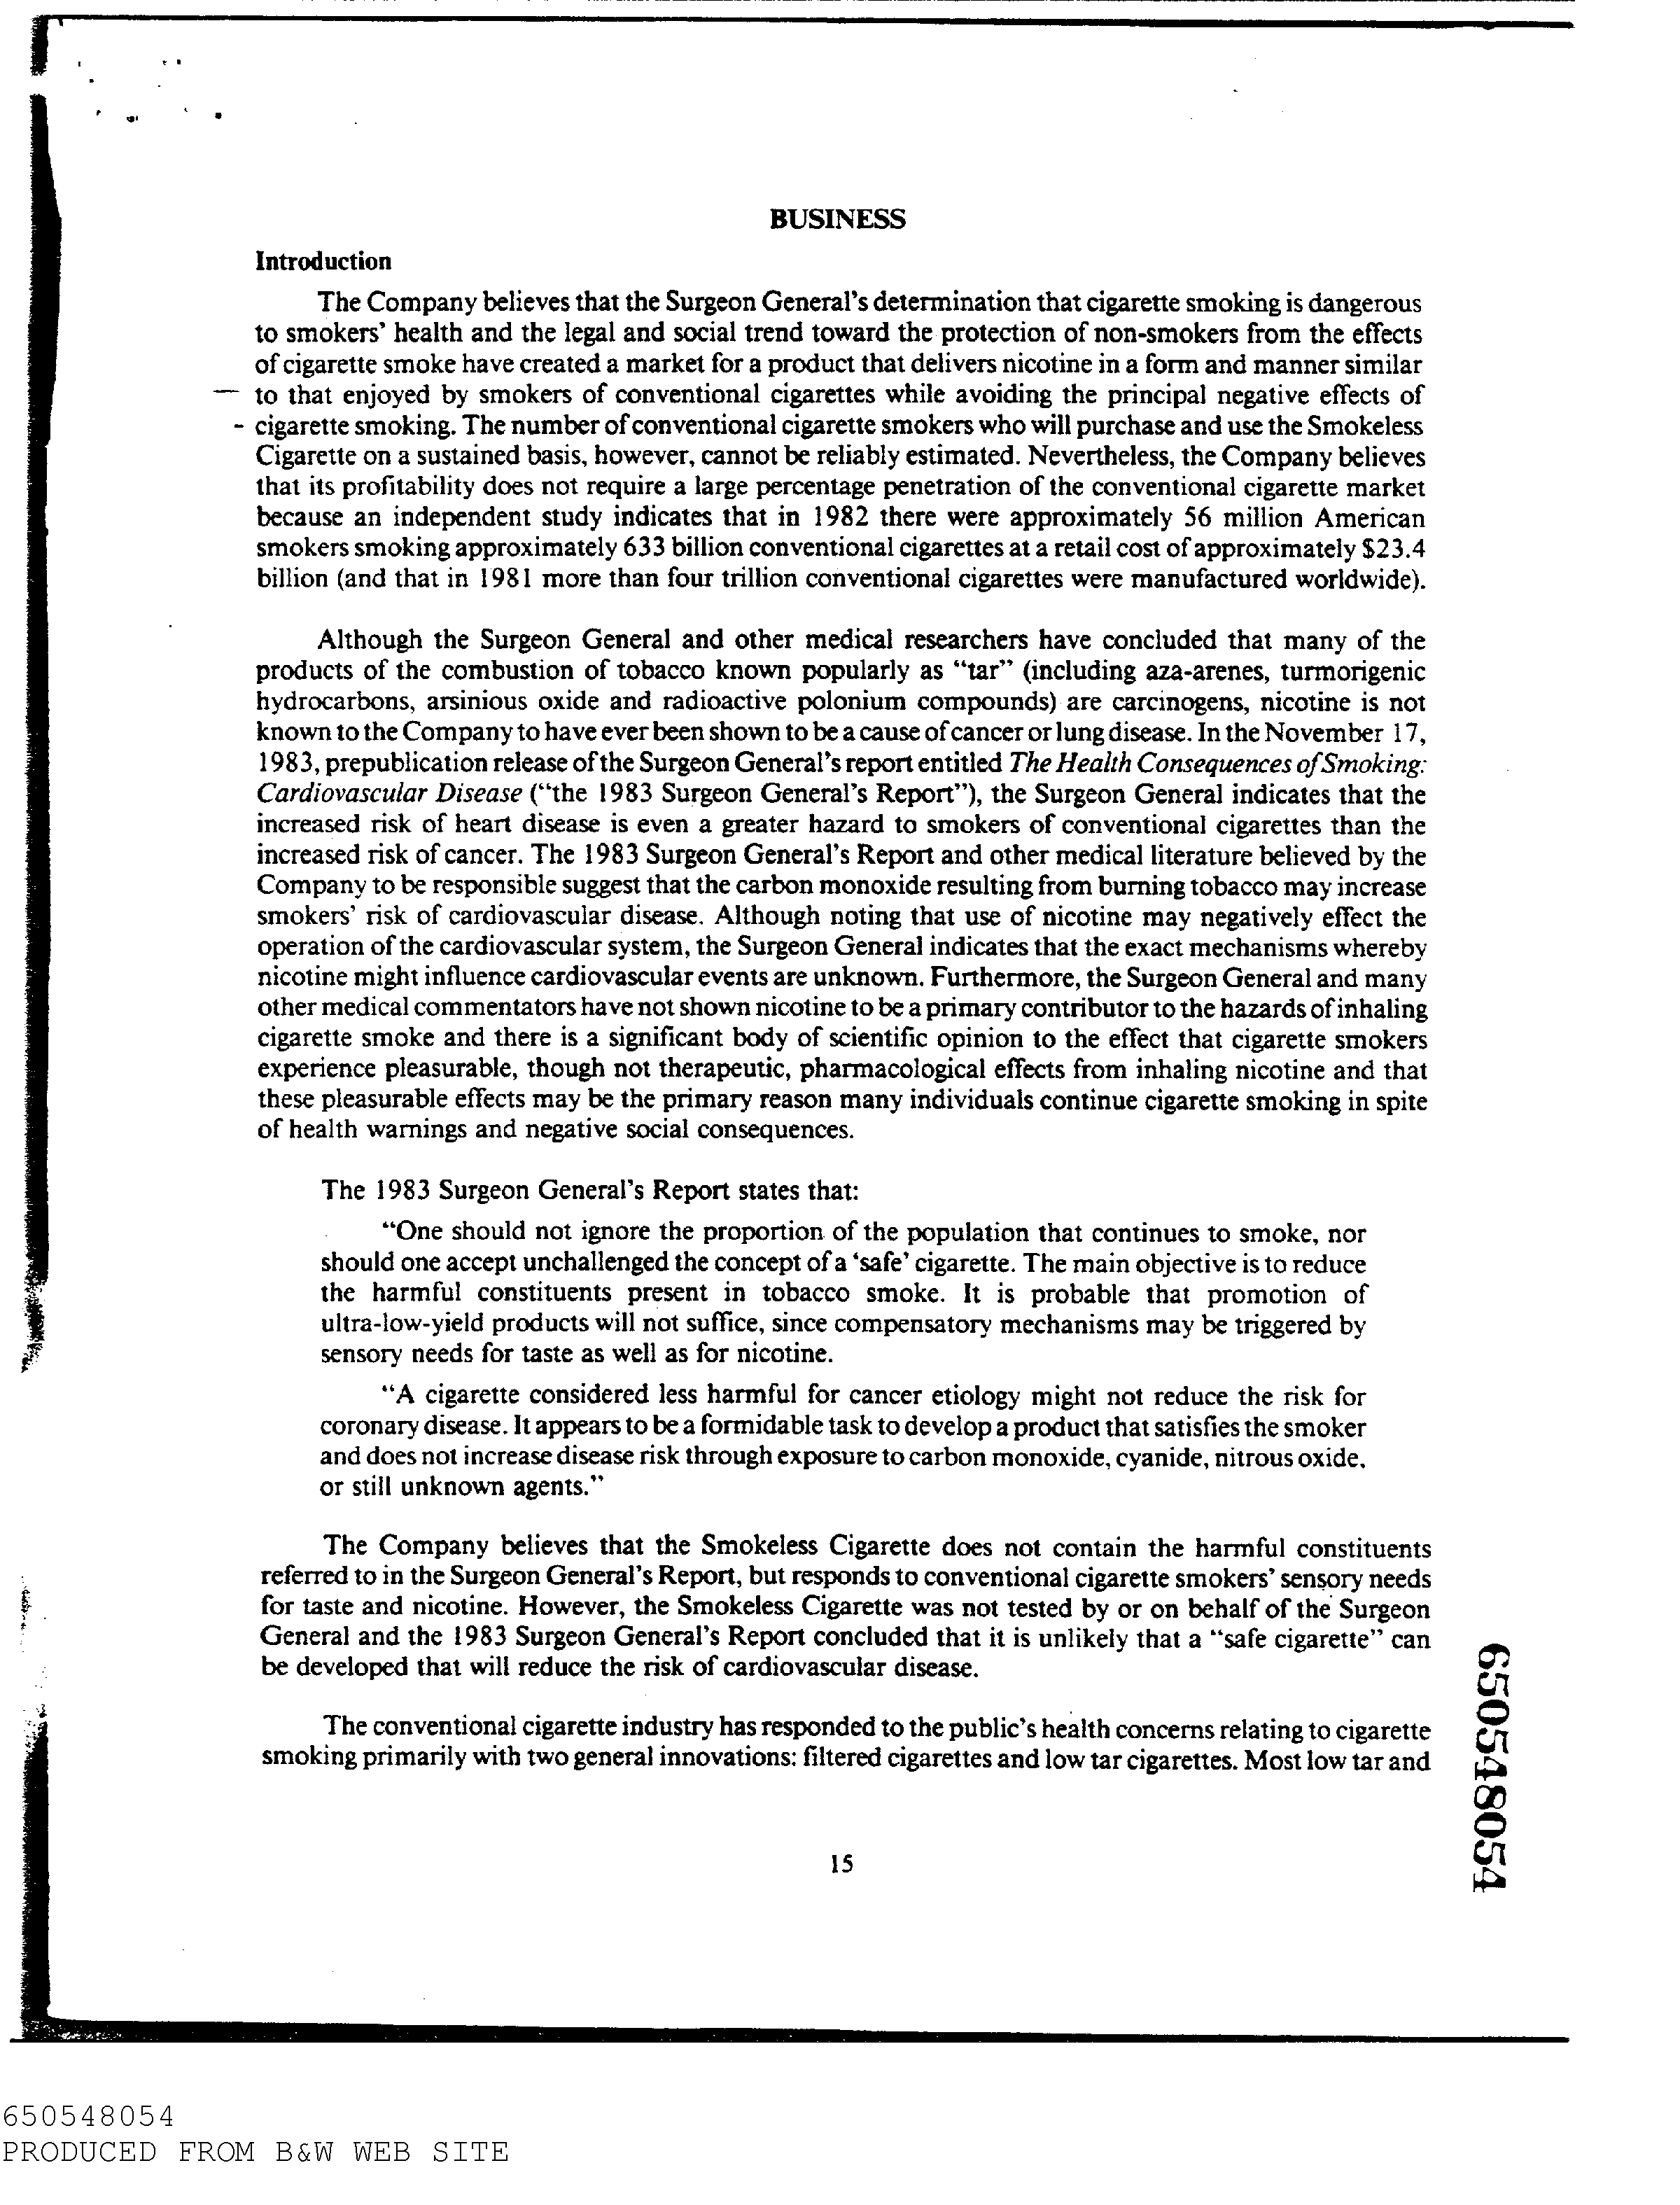 BUSINESS
Introduction
The Company believes that the Surgeon General's determination that cigarette smoking is dangerous
to smokers' health and the legal and social trend toward the protection of non-smokers from the effects
of cigarette smoke have created a market for a product that delivers nicotine in a form and manner similar
to that enjoyed by smokers of conventional cigarettes while avoiding the principal negative effects of
cigarette smoking. The number of conventional cigarette smokers who will purchase and use the Smokeless
Cigarette on a sustained basis, however, cannot be reliably estimated. Nevertheless, the Company believes
that its profitability does not require a large percentage penetration of the conventional cigarette market
because an independent study indicates that in 1982 there were approximately 56 million American
smokers smoking approximately 633 billion conventional cigarettes at a retail cost of approximately $23.4
billion (and that in 1981 more than four trillion conventional cigarettes were manufactured worldwide).
Although the Surgeon General and other medical researchers have concluded that many of the
products of the combustion of tobacco known popularly as "tar" (including aza-arenes, turmorigenic
hydrocarbons, arsinious oxide and radioactive polonium compounds) are carcinogens, nicotine is not
known to the Company to have ever been shown to be a cause of cancer or lung disease. In the November 17,
1983, prepublication release of the Surgeon General's report entitled The Health Consequences of Smoking:
Cardiovascular Disease ("the 1983 Surgeon General's Report"), the Surgeon General indicates that the
increased risk of heart disease is even a greater hazard to smokers of conventional cigarettes than the
increased risk of cancer. The 1983 Surgeon General's Report and other medical literature believed by the
Company to be responsible suggest that the carbon monoxide resulting from burning tobacco may increase
smokers' risk of cardiovascular disease. Although noting that use of nicotine may negatively effect the
operation of the cardiovascular system, the Surgeon General indicates that the exact mechanisms whereby
nicotine might influence cardiovascular events are unknown. Furthermore, the Surgeon General and many
other medical commentators have not shown nicotine to be a primary contributor to the hazards of inhaling
cigarette smoke and there is a significant body of scientific opinion to the effect that cigarette smokers
experience pleasurable, though not therapeutic, pharmacological effects from inhaling nicotine and that
these pleasurable effects may be the primary reason many individuals continue cigarette smoking in spite
of health warnings and negative social consequences.
The 1983 Surgeon General's Report states that:
"One should not ignore the proportion of the population that continues to smoke, nor
should one accept unchallenged the concept of a 'safe' cigarette. The main objective is to reduce
the harmful constituents present in tobacco smoke. It is probable that promotion of
ultra-low-yield products will not suffice, since compensatory mechanisms may be triggered by
sensory needs for taste as well as for nicotine.
"A cigarette considered less harmful for cancer etiology might not reduce the risk for
coronary disease. It appears to be a formidable task to develop a product that satisfies the smoker
and does not increase disease risk through exposure to carbon monoxide, cyanide, nitrous oxide,
or still unknown agents."
The Company believes that the Smokeless Cigarette does not contain the harmful constituents
referred to in the Surgeon General's Report, but responds to conventional cigarette smokers' sensory needs
for taste and nicotine. However, the Smokeless Cigarette was not tested by or on behalf of the Surgeon
General and the 1983 Surgeon General's Report concluded that it is unlikely that a "safe cigarette" can
be developed that will reduce the risk of cardiovascular disease.
The conventional cigarette industry has responded to the public's health concerns relating to cigarette
smoking primarily with two general innovations: filtered cigarettes and low tar cigarettes. Most low tar and
15
650548054
650548054
PRODUCED FROM B&W WEB SITE